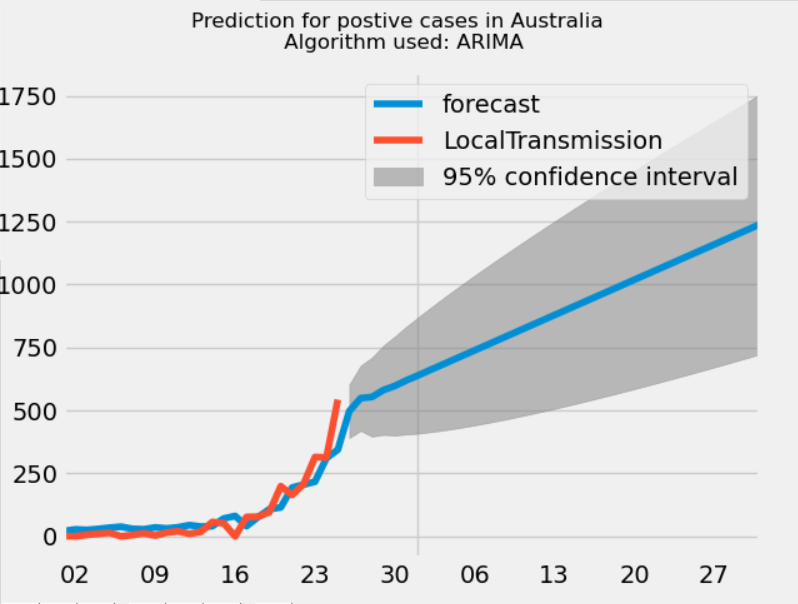 Prediction for postive cases in Australia
Algorithm used: ARIMA
forecast
LocalTransmission
95% confidence interval
1750
1500
1250
1000
750
500
250
0
02 09 16 23 30 06 13 20 27